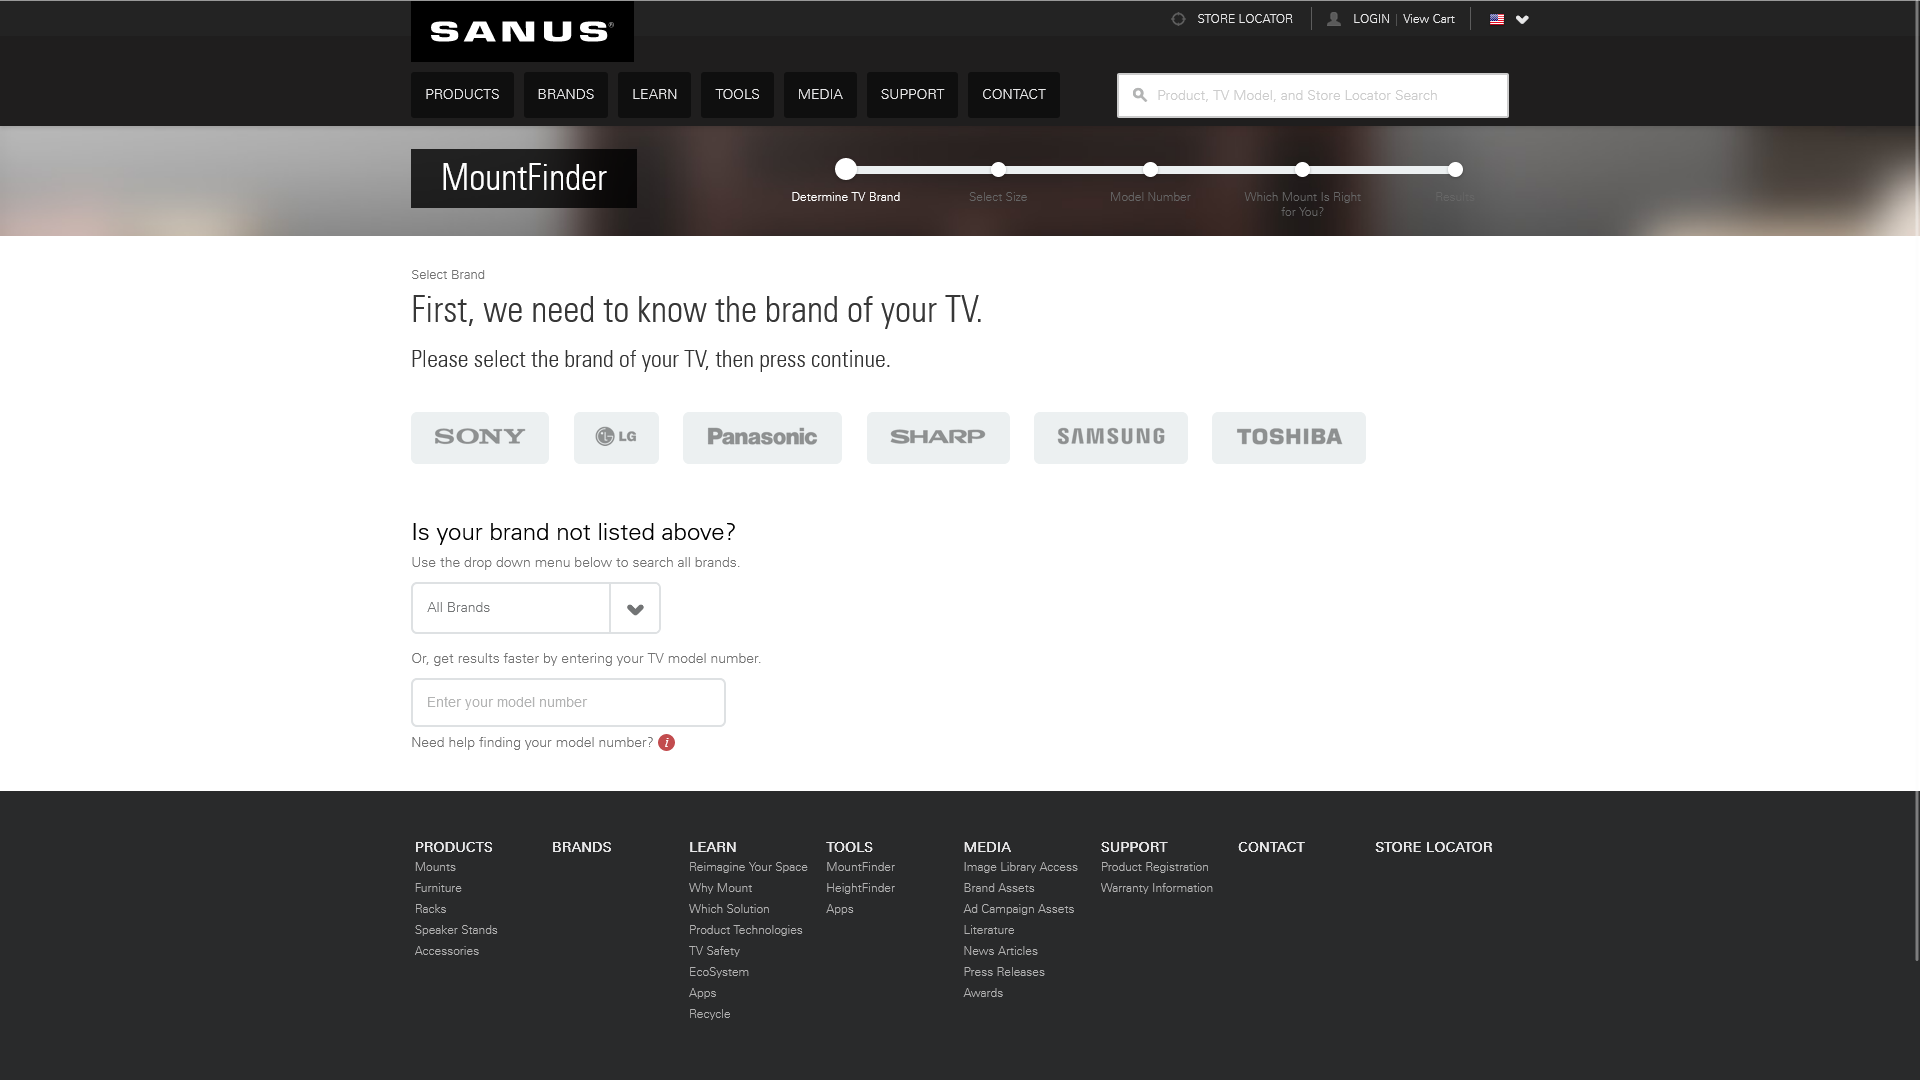 SANUS®
STORE LOCATOR
LOGIN | View Cart
PRODUCTS
BRANDS
LEARN
TOOLS
MEDIA
SUPPORT
CONTACT
Product, TV Model, and Store Locator Search
MountFinder
Determine TV Brand
Select Size
Model Number
Which Mount Is Right
for You?
Results
Select Brand
First, we need to know the brand of your TV.
Please select the brand of your TV, then press continue.
SONY
LG
Panasonic
SHARP
SAMSUNG
TOSHIBA
Is your brand not listed above?
Use the drop down menu below to search all brands.
All Brands
Or, get results faster by entering your TV model number.
Enter your model number
Need help finding your model number? i
PRODUCTS
Mounts
Furniture
Racks
Speaker Stands
Accessories
BRANDS
LEARN
Reimagine Your Space
Why Mount
Which Solution
Product Technologies
TV Safety
EcoSystem
Apps
Recycle
TOOLS
MountFinder
HeightFinder
Apps
MEDIA
Image Library Access
Brand Assets
Ad Campaign Assets
Literature
News Articles
Press Releases
Awards
SUPPORT
Product Registration
Warranty Information
CONTACT
STORE LOCATOR